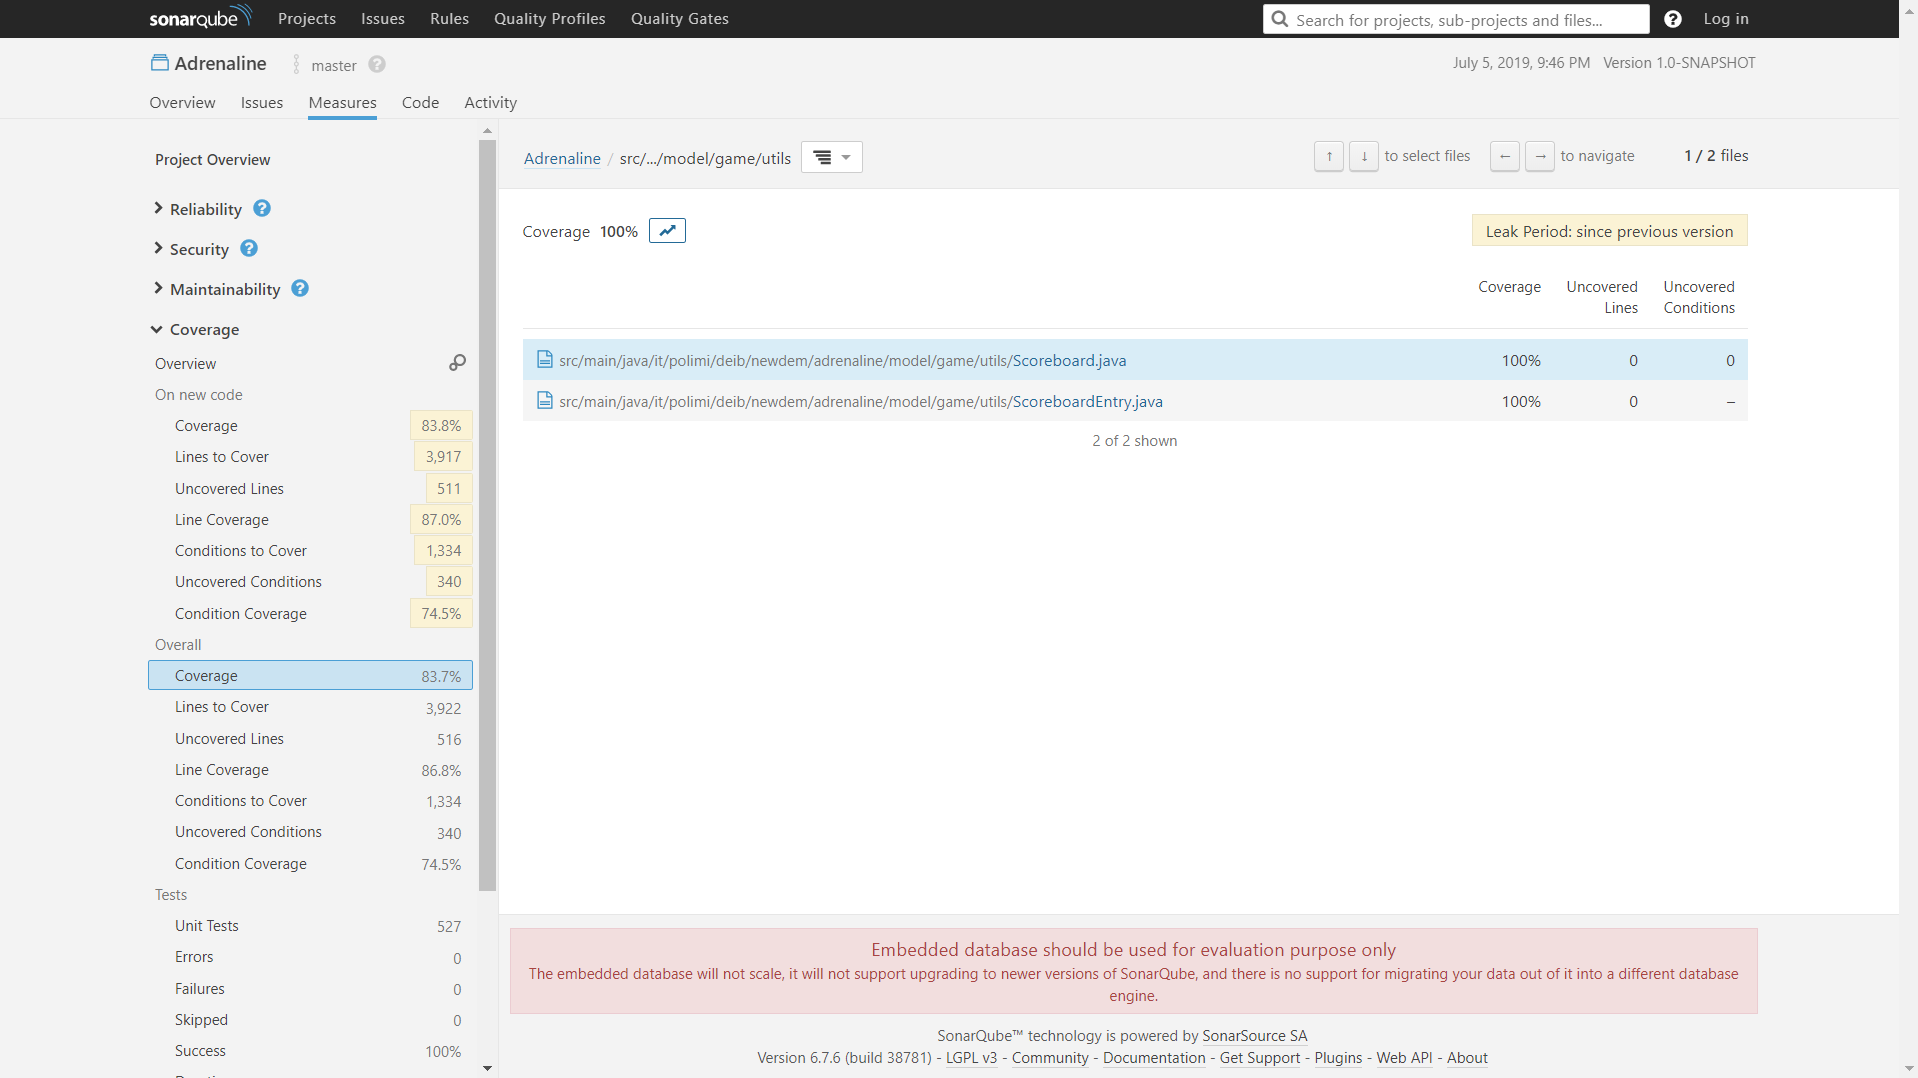 sonarqube Projects Issues Rules Quality Profiles Quality Gates Search for projects, sub-projects and files... Log in
Adrenaline master July 5, 2019, 9:46 PM Version 1.0-SNAPSHOT
Overview Issues Measures Code Activity
Project Overview
Reliability
Security
Maintainability
Coverage
Overview
On new code
Coverage 83.8%
Lines to Cover 3,917
Uncovered Lines 511
Line Coverage 87.0%
Conditions to Cover 1,334
Uncovered Conditions 340
Condition Coverage 74.5%
Overall
Coverage 83.7%
Lines to Cover 3,922
Uncovered Lines 516
Line Coverage 86.8%
Conditions to Cover 1,334
Uncovered Conditions 340
Condition Coverage 74.5%
Tests
Unit Tests 527
Errors 0
Failures 0
Skipped 0
Success 100%
Adrenaline / src/.../model/game/utils ↑ ↓ to select files ← → to navigate 1 / 2 files
Coverage 100% Leak Period: since previous version
Coverage Uncovered Lines Uncovered Conditions
src/main/java/it/polimi/deib/newdem/adrenaline/model/game/utils/Scoreboard.java 100% 0 0
src/main/java/it/polimi/deib/newdem/adrenaline/model/game/utils/ScoreboardEntry.java 100% 0 –
2 of 2 shown
Embedded database should be used for evaluation purpose only
The embedded database will not scale, it will not support upgrading to newer versions of SonarQube, and there is no support for migrating your data out of it into a different database
engine.
SonarQube™ technology is powered by SonarSource SA
Version 6.7.6 (build 38781) - LGPL v3 - Community - Documentation - Get Support - Plugins - Web API - About